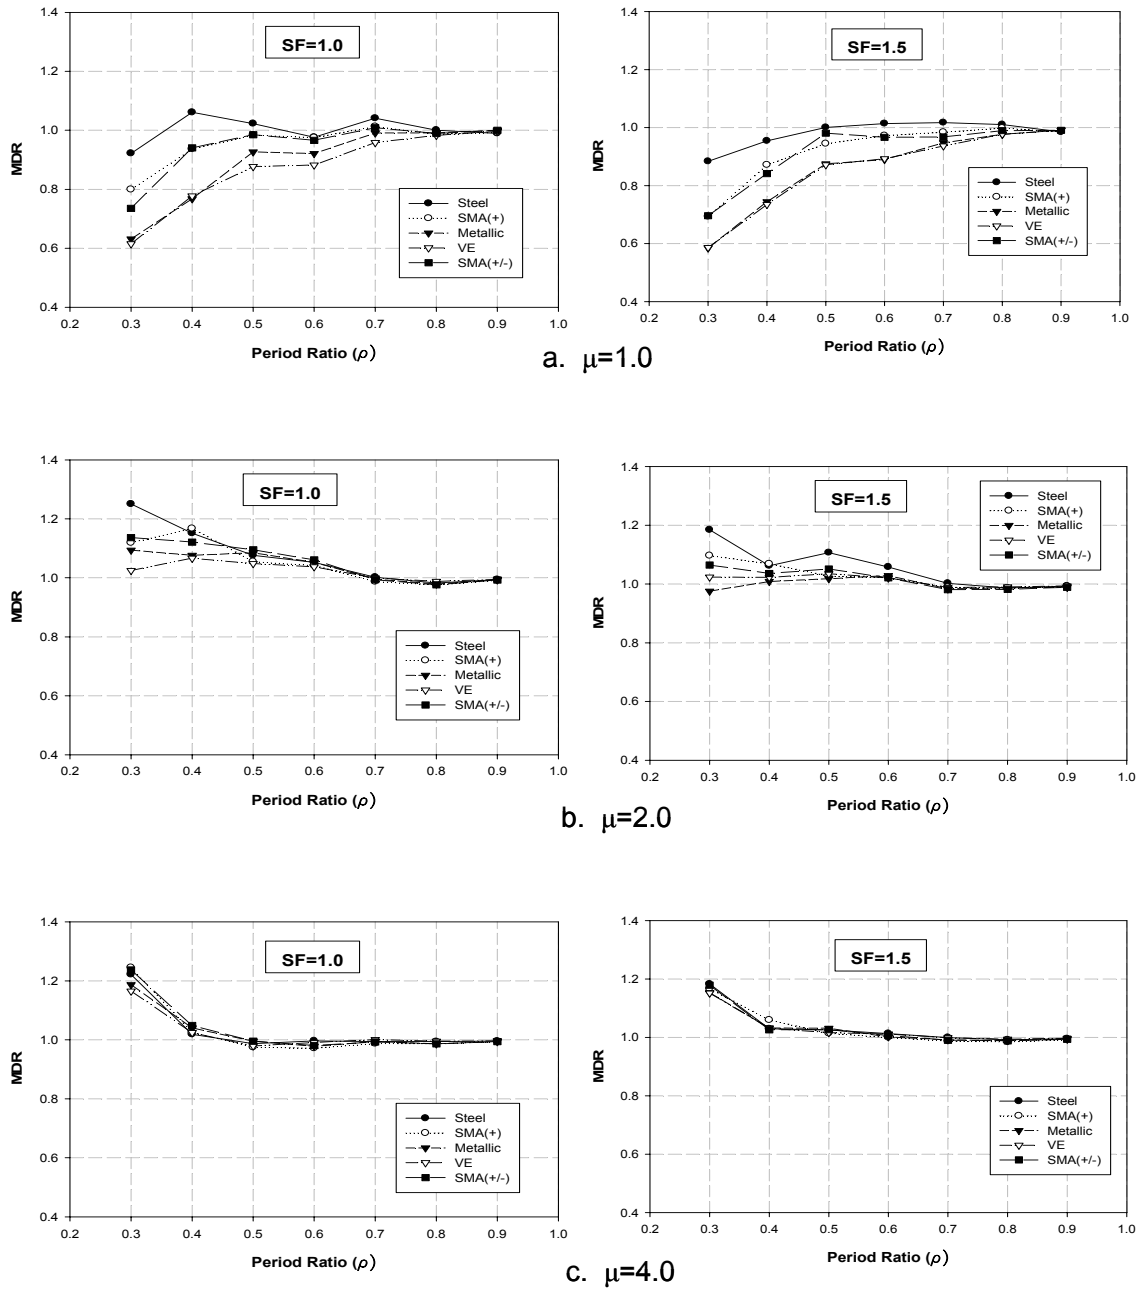 SF=1.0
1.4
1.2
1.0
0.8
0.6
0.4
MDR
Steel
SMA(+)
Metallic
VE
SMA(+/-)
0.2 0.3 0.4 0.5 0.6 0.7 0.8 0.9 1.0
Period Ratio (ρ)
SF=1.5
1.4
1.2
1.0
0.8
0.6
0.4
MDR
Steel
SMA(+)
Metallic
VE
SMA(+/-)
0.2 0.3 0.4 0.5 0.6 0.7 0.8 0.9 1.0
Period Ratio (ρ)
a. μ=1.0
SF=1.0
1.4
1.2
1.0
0.8
0.6
0.4
MDR
Steel
SMA(+)
Metallic
VE
SMA(+/-)
0.2 0.3 0.4 0.5 0.6 0.7 0.8 0.9 1.0
Period Ratio (ρ)
SF=1.5
1.4
1.2
1.0
0.8
0.6
0.4
MDR
Steel
SMA(+)
Metallic
VE
SMA(+/-)
0.2 0.3 0.4 0.5 0.6 0.7 0.8 0.9 1.0
Period Ratio (ρ)
b. μ=2.0
SF=1.0
1.4
1.2
1.0
0.8
0.6
0.4
MDR
Steel
SMA(+)
Metallic
VE
SMA(+/-)
0.2 0.3 0.4 0.5 0.6 0.7 0.8 0.9 1.0
Period Ratio (ρ)
SF=1.5
1.4
1.2
1.0
0.8
0.6
0.4
MDR
Steel
SMA(+)
Metallic
VE
SMA(+/-)
0.2 0.3 0.4 0.5 0.6 0.7 0.8 0.9 1.0
Period Ratio (ρ)
c. μ=4.0